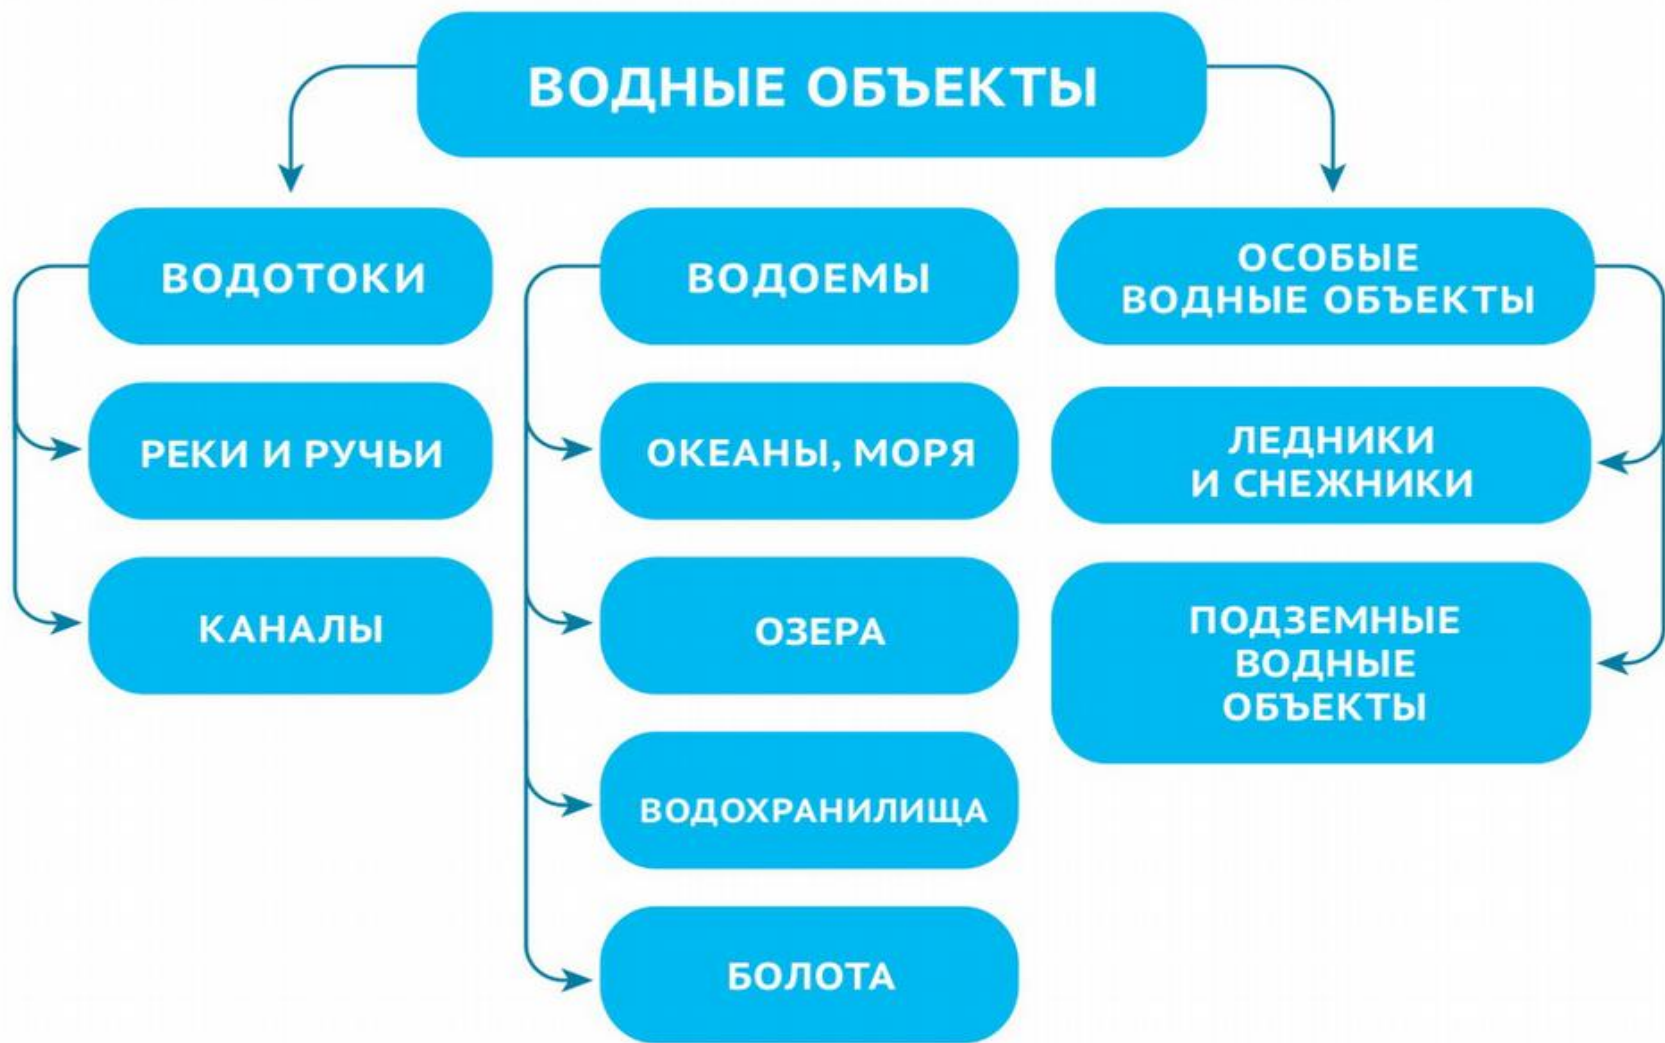 ВОДНЫЕ ОБЪЕКТЫ
ВОДОТОКИ
РЕКИ И РУЧЬИ
КАНАЛЫ
ВОДОЕМЫ
ОКЕАНЫ, МОРЯ
ОЗЕРА
ВОДОХРАНИЛИЩА
БОЛОТА
ОСОБЫЕ
ВОДНЫЕ ОБЪЕКТЫ
ЛЕДНИКИ
И СНЕЖНИКИ
ПОДЗЕМНЫЕ
ВОДНЫЕ
ОБЪЕКТЫ